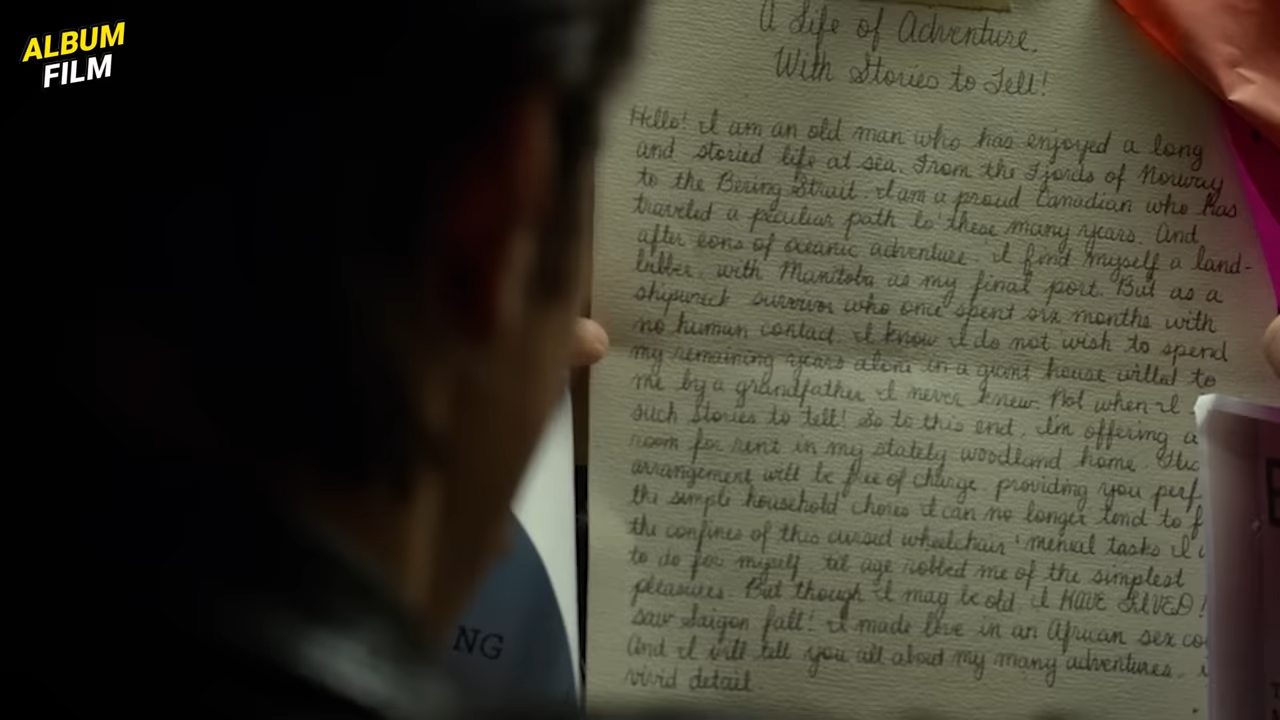 ALBUM
FILM
A Life of Adventure,
With Stories to Tell!
Hello! I am an old man who has enjoyed a long
and storied life at sea. From the Fjords of Norway
to the Bering Strait. I am a proud Canadian who has
traveled a peculiar path to these many years. And
after eons of oceanic adventure, I find myself a land-
lubber, with Manitoba as my final port. But as a
shipwreck survivor who once spent six months with
no human contact, I know I do not wish to spend
my remaining years alone in a giant house willed to
me by a grandfather I never knew. Not when I
such Stories to tell! So to this end, I'm offering a
room for rent in my stately woodland home. This
arrangement will be free of charge, providing you perf
the simple household chores I can no longer tend to f
the confines of this cursed wheelchair, menial tasks I
to do for myself, til age robbed me of the simplest
pleasures. But though I may be old, I HAVE LIVED!
saw Saigon fall! I made love in an African sex co
And I will tell you all about my many adventures, i
vivid detail.
NG